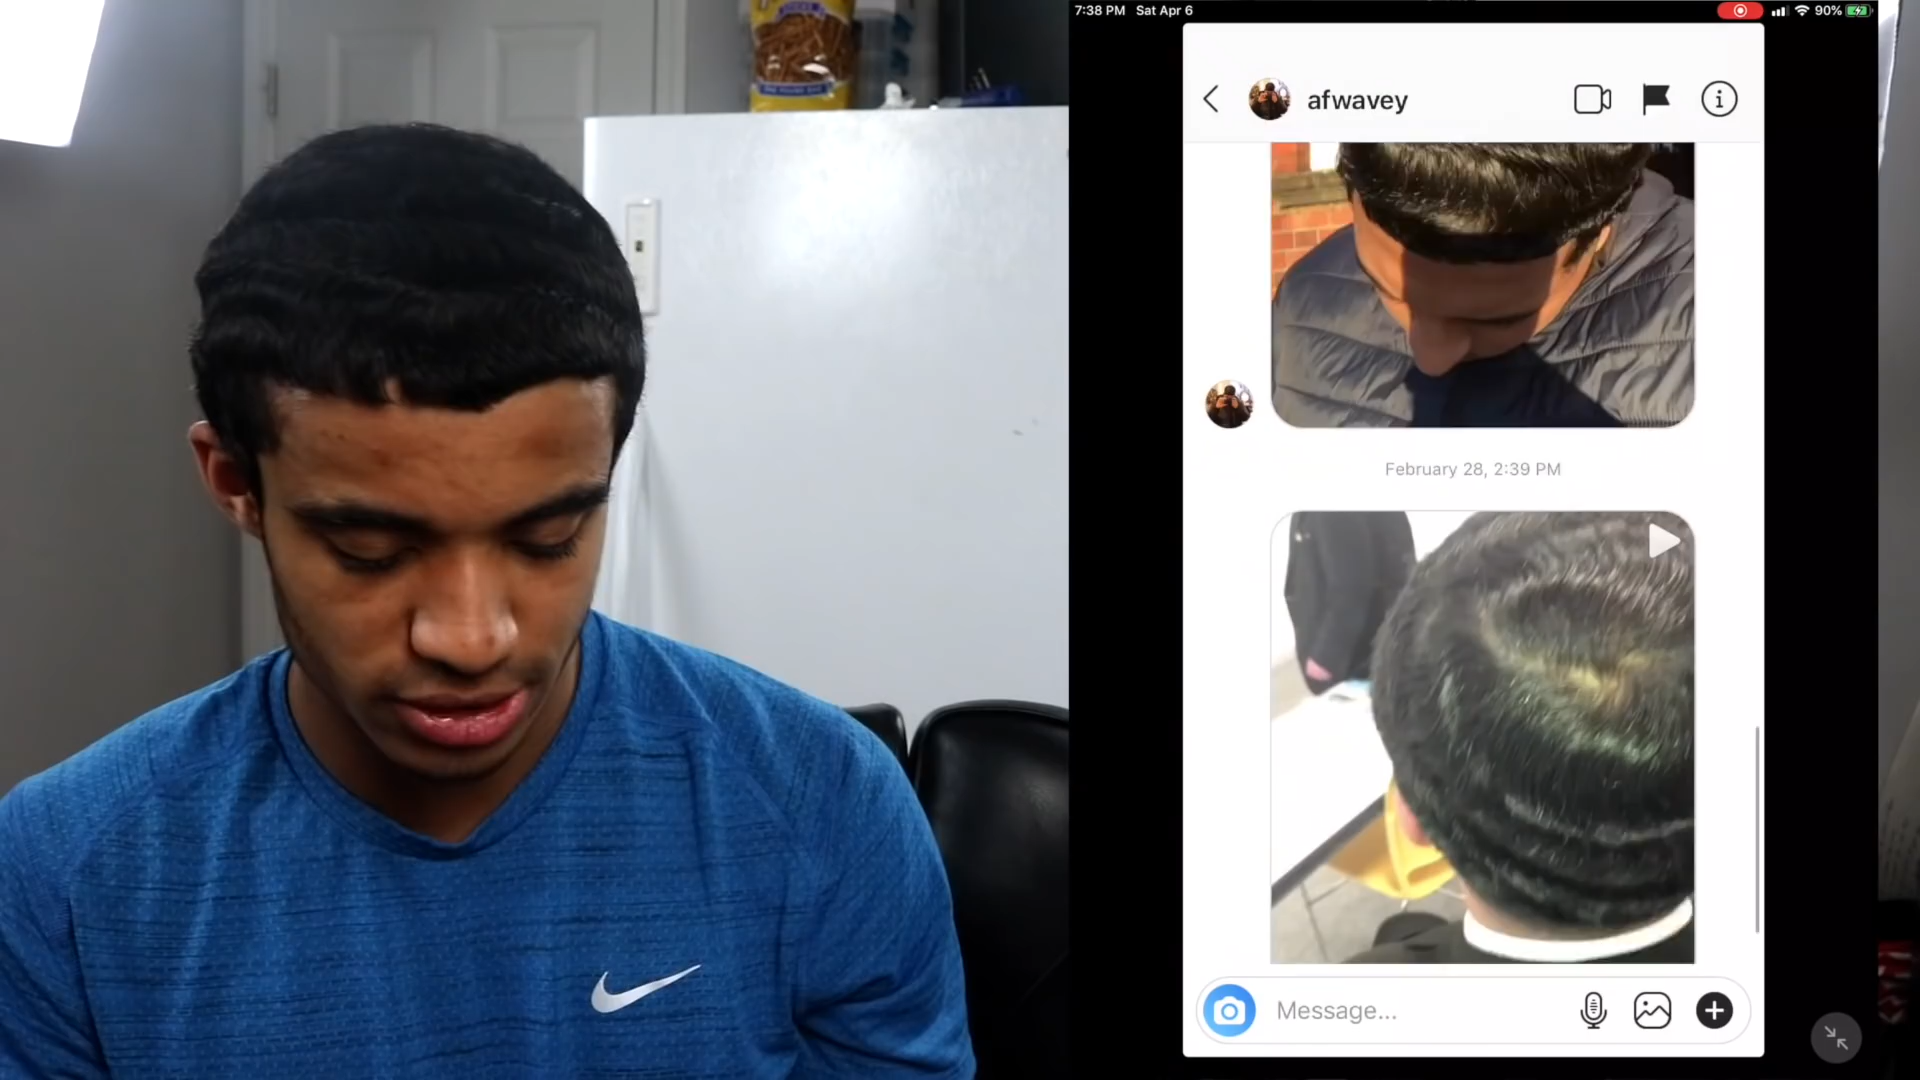 7:38 PM Sat Apr 6
90%
afwavey
February 28, 2:39 PM
Message...